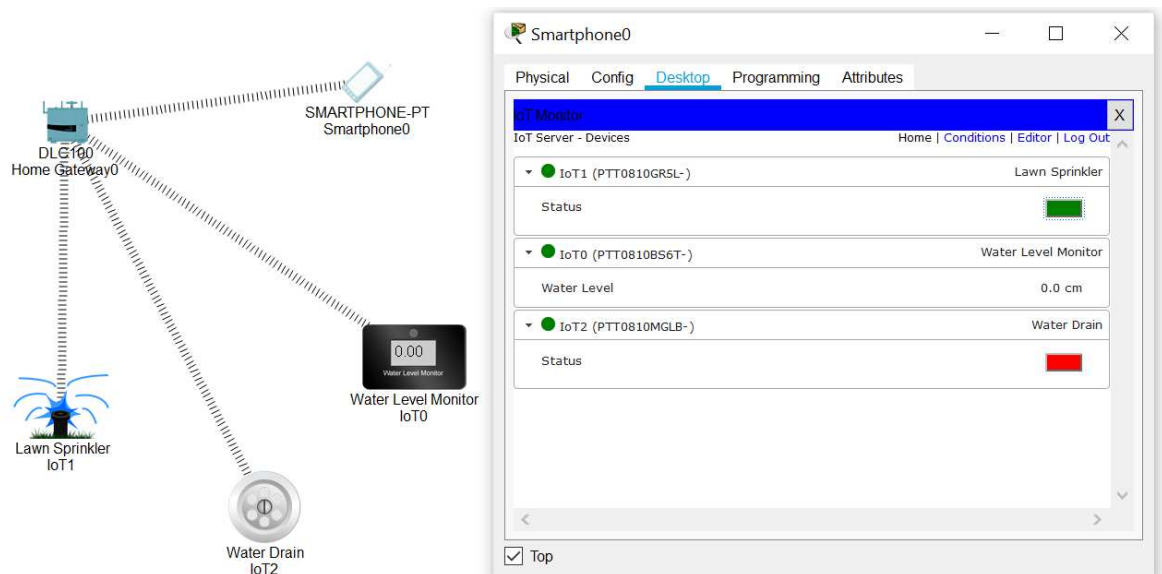 SMARTPHONE-PT
Smartphone0
DLC100
Home Gateway0
0.00
Water Level Monitor
Water Level Monitor
IoT0
Lawn Sprinkler
IoT1
Water Drain
IoT2
Smartphone0
Physical Config Desktop Programming Attributes
IoT Monitor X
IoT Server - Devices Home | Conditions | Editor | Log Out
IoT1 (PTT0810GR5L-) Lawn Sprinkler
Status
IoT0 (PTT0810BS6T-) Water Level Monitor
Water Level 0.0 cm
IoT2 (PTT0810MGLB-) Water Drain
Status
Top